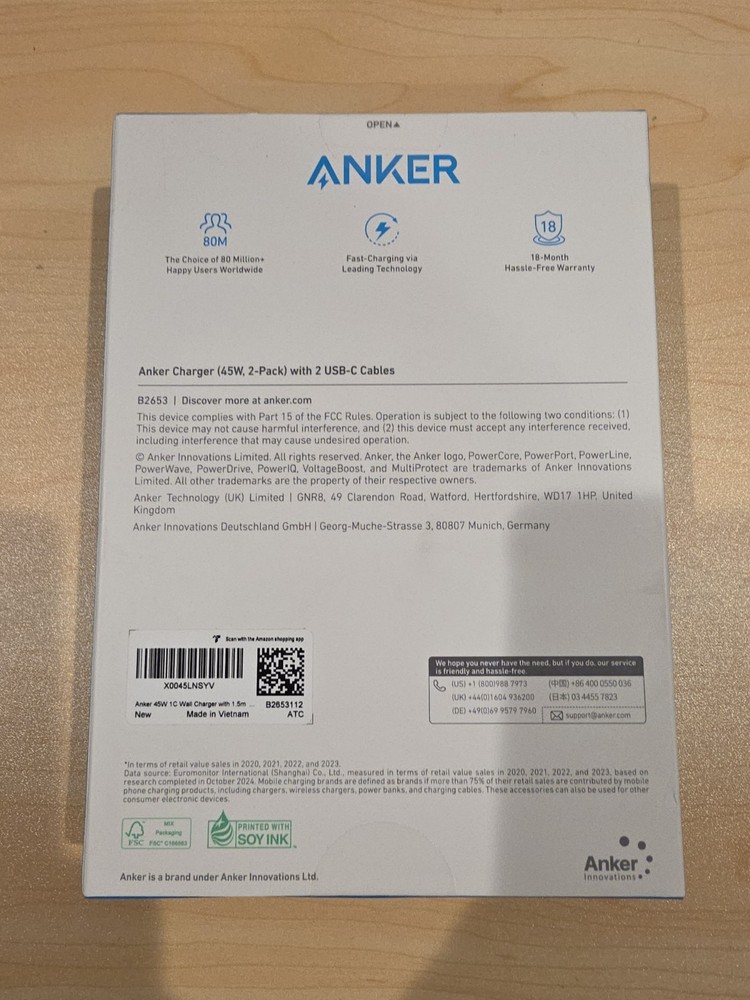 OPEN▲
ANKER
80M
The Choice of 80 Million+
Happy Users Worldwide
Fast-Charging via
Leading Technology
18
18-Month
Hassle-Free Warranty
Anker Charger (45W, 2-Pack) with 2 USB-C Cables
B2653 | Discover more at anker.com
This device complies with Part 15 of the FCC Rules. Operation is subject to the following two conditions: (1)
This device may not cause harmful interference, and (2) this device must accept any interference received,
including interference that may cause undesired operation.
© Anker Innovations Limited. All rights reserved. Anker, the Anker logo, PowerCore, PowerPort, PowerLine,
PowerWave, PowerDrive, PowerIQ, VoltageBoost, and MultiProtect are trademarks of Anker Innovations
Limited. All other trademarks are the property of their respective owners.
Anker Technology (UK) Limited | GNR8, 49 Clarendon Road, Watford, Hertfordshire, WD17 1HP, United
Kingdom
Anker Innovations Deutschland GmbH | Georg-Muche-Strasse 3, 80807 Munich, Germany
Scan with the Amazon shopping app
X0045LNSYV
Anker 45W 1C Wall Charger with 1.5m ...
New
Made in Vietnam
B2653112
ATC
We hope you never have the need, but if you do, our service
is friendly and hassle-free.
(US) +1 (800)988 7973
(中国) +86 400 0550 036
(UK) +44(0)1604 936200
(日本) 03 4455 7823
(DE) +49(0)69 9579 7960
support@anker.com
*In terms of retail value sales in 2020, 2021, 2022, and 2023.
Data source: Euromonitor International (Shanghai) Co., Ltd., measured in terms of retail value sales in 2020, 2021, 2022, and 2023, based on
research completed in October 2024. Mobile charging brands are defined as brands if more than 75% of their retail sales are contributed by mobile
phone charging products, including chargers, wireless chargers, power banks, and charging cables. These accessories can also be used for other
consumer electronic devices.
FSC
MIX
Packaging
FSC® C166663
PRINTED WITH
SOY INK™
Anker is a brand under Anker Innovations Ltd.
Anker
Innovations